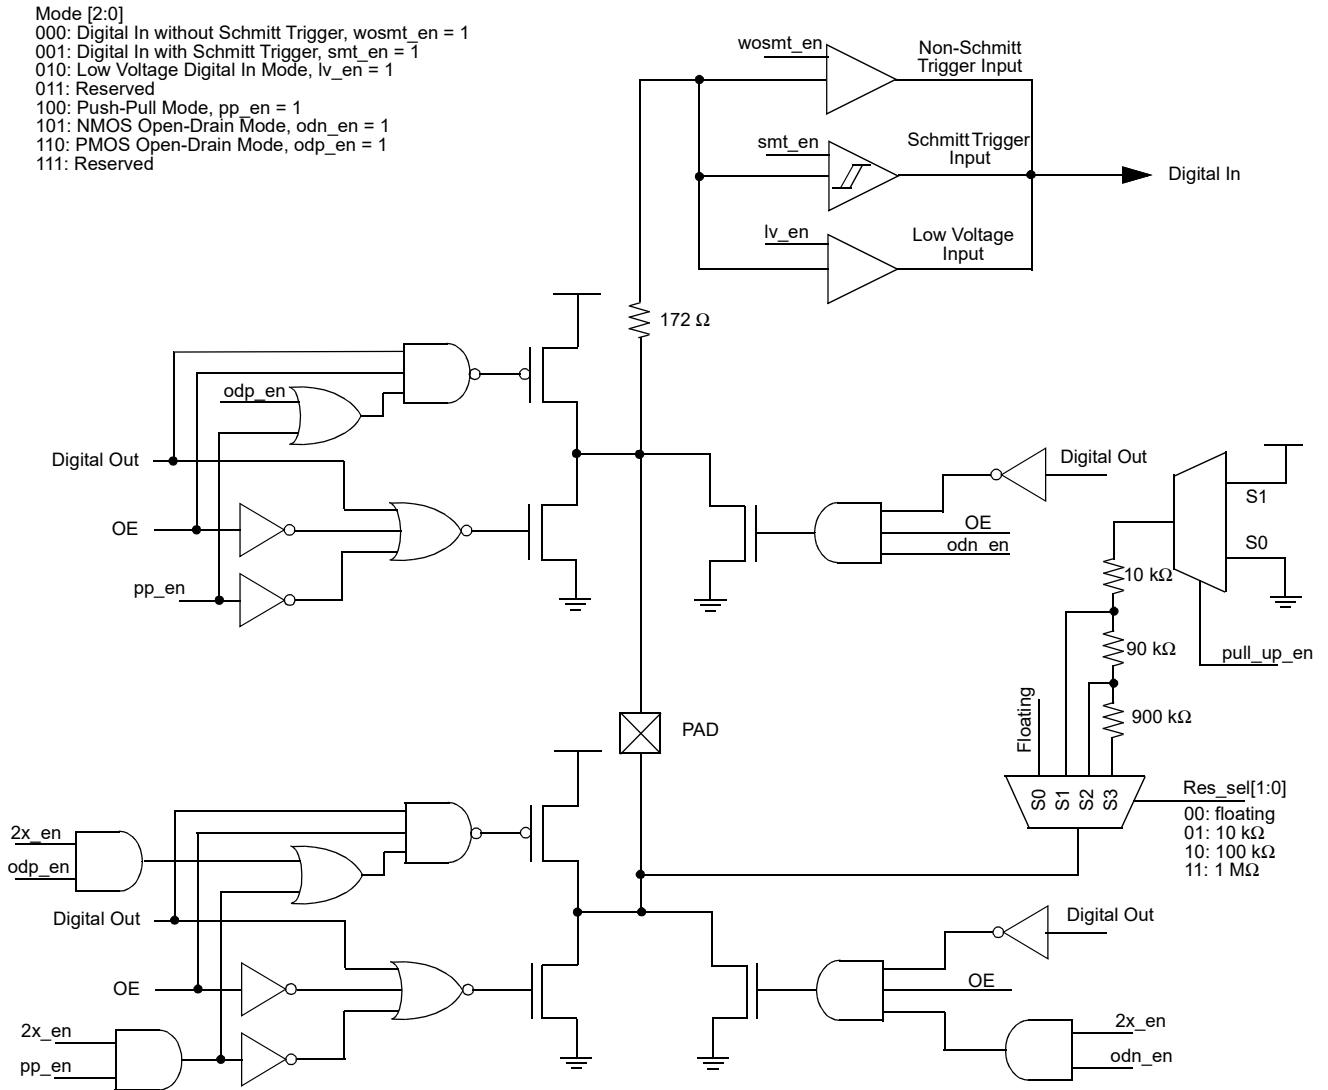 Mode [2:0]
000: Digital In without Schmitt Trigger, wosmt_en = 1
001: Digital In with Schmitt Trigger, smt_en = 1
010: Low Voltage Digital In Mode, lv_en = 1
011: Reserved
100: Push-Pull Mode, pp_en = 1
101: NMOS Open-Drain Mode, odn_en = 1
110: PMOS Open-Drain Mode, odp_en = 1
111: Reserved
wosmt_en
Non-Schmitt
Trigger Input
smt_en
Schmitt Trigger
Input
Digital In
lv_en
Low Voltage
Input
172 Ω
odp_en
Digital Out
OE
pp_en
Digital Out
OE
odn_en
S1
S0
10 kΩ
90 kΩ
pull_up_en
900 kΩ
Floating
S0
S1
S2
S3
Res_sel[1:0]
00: floating
01: 10 kΩ
10: 100 kΩ
11: 1 MΩ
PAD
2x_en
odp_en
Digital Out
OE
2x_en
pp_en
Digital Out
OE
2x_en
odn_en